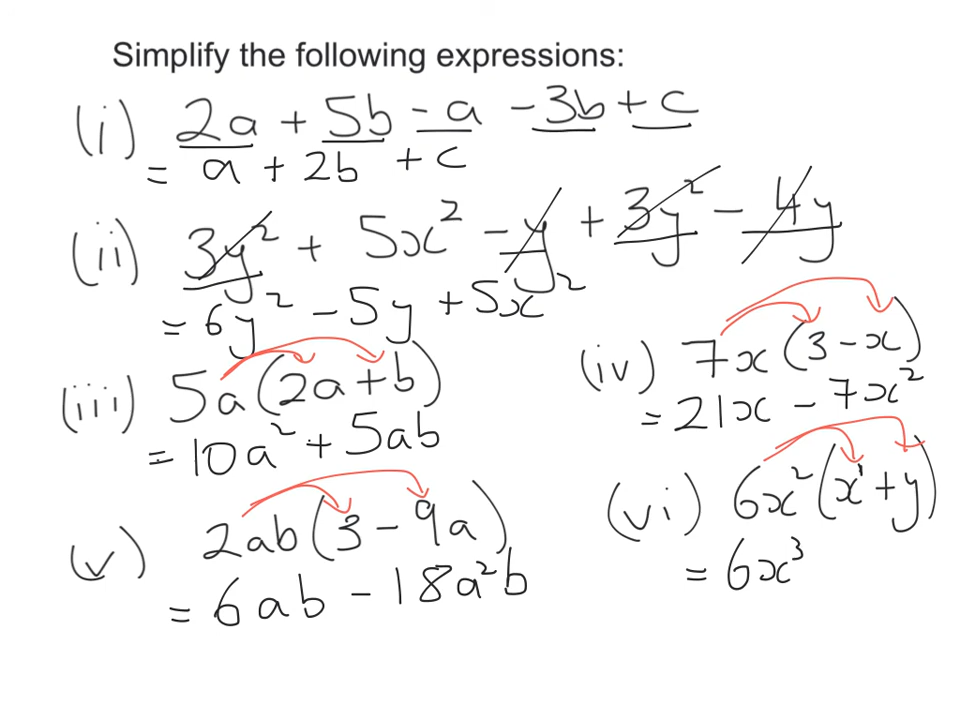 Simplify the following expressions:
(i) 2a + 5b - a - 3b + c
= a + 2b + c
(ii) 3y² + 5x² - y + 3y² - 4y
= 6y² - 5y + 5x²
(iii) 5a(2a + b)
= 10a² + 5ab
(iv) 7x(3 - x)
= 21x - 7x²
(v) 2ab(3 - 9a)
= 6ab - 18a²b
(vi) 6x²(x¹ + y)
= 6x³